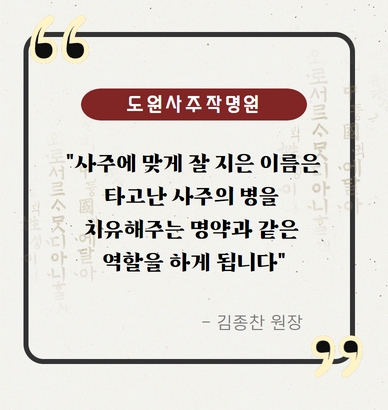 도원사주작명원
"사주에 맞게 잘 지은 이름은
타고난 사주의 병을
치유해주는 명약과 같은
역할을 하게 됩니다"
- 김종찬 원장